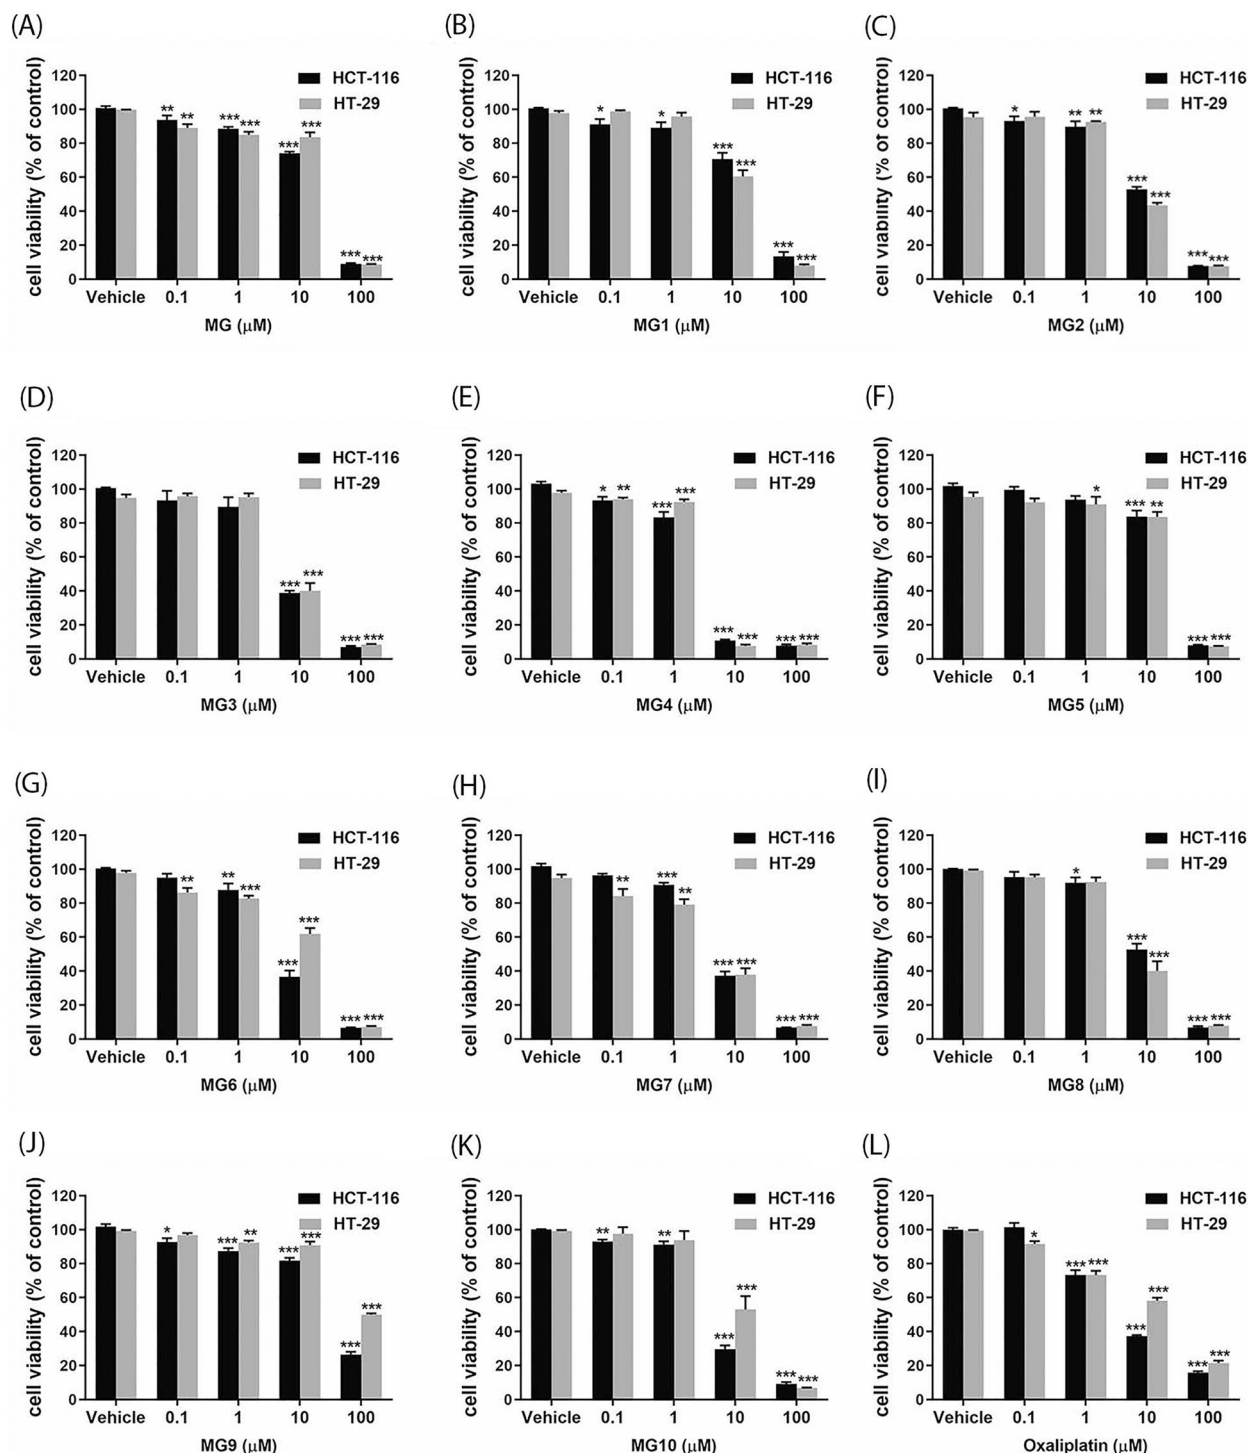 (A)
cell viability (% of control)
120
100
80
60
40
20
0
HCT-116
HT-29
** ** *** *** *** *** *** ***
Vehicle 0.1 1 10 100
MG (μM)
(B)
cell viability (% of control)
120
100
80
60
40
20
0
HCT-116
HT-29
* * *** *** *** ***
Vehicle 0.1 1 10 100
MG1 (μM)
(C)
cell viability (% of control)
120
100
80
60
40
20
0
HCT-116
HT-29
* ** ** *** *** *** ***
Vehicle 0.1 1 10 100
MG2 (μM)
(D)
cell viability (% of control)
120
100
80
60
40
20
0
HCT-116
HT-29
*** *** *** ***
Vehicle 0.1 1 10 100
MG3 (μM)
(E)
cell viability (% of control)
120
100
80
60
40
20
0
HCT-116
HT-29
* ** *** *** *** *** *** ***
Vehicle 0.1 1 10 100
MG4 (μM)
(F)
cell viability (% of control)
120
100
80
60
40
20
0
HCT-116
HT-29
* *** ** *** ***
Vehicle 0.1 1 10 100
MG5 (μM)
(G)
cell viability (% of control)
120
100
80
60
40
20
0
HCT-116
HT-29
** ** *** *** *** *** ***
Vehicle 0.1 1 10 100
MG6 (μM)
(H)
cell viability (% of control)
120
100
80
60
40
20
0
HCT-116
HT-29
** *** ** *** *** *** ***
Vehicle 0.1 1 10 100
MG7 (μM)
(I)
cell viability (% of control)
120
100
80
60
40
20
0
HCT-116
HT-29
* *** *** *** ***
Vehicle 0.1 1 10 100
MG8 (μM)
(J)
cell viability (% of control)
120
100
80
60
40
20
0
HCT-116
HT-29
* *** ** *** *** *** ***
Vehicle 0.1 1 10 100
MG9 (μM)
(K)
cell viability (% of control)
120
100
80
60
40
20
0
HCT-116
HT-29
** ** *** *** *** ***
Vehicle 0.1 1 10 100
MG10 (μM)
(L)
cell viability (% of control)
120
100
80
60
40
20
0
HCT-116
HT-29
* *** *** *** *** *** ***
Vehicle 0.1 1 10 100
Oxaliplatin (μM)